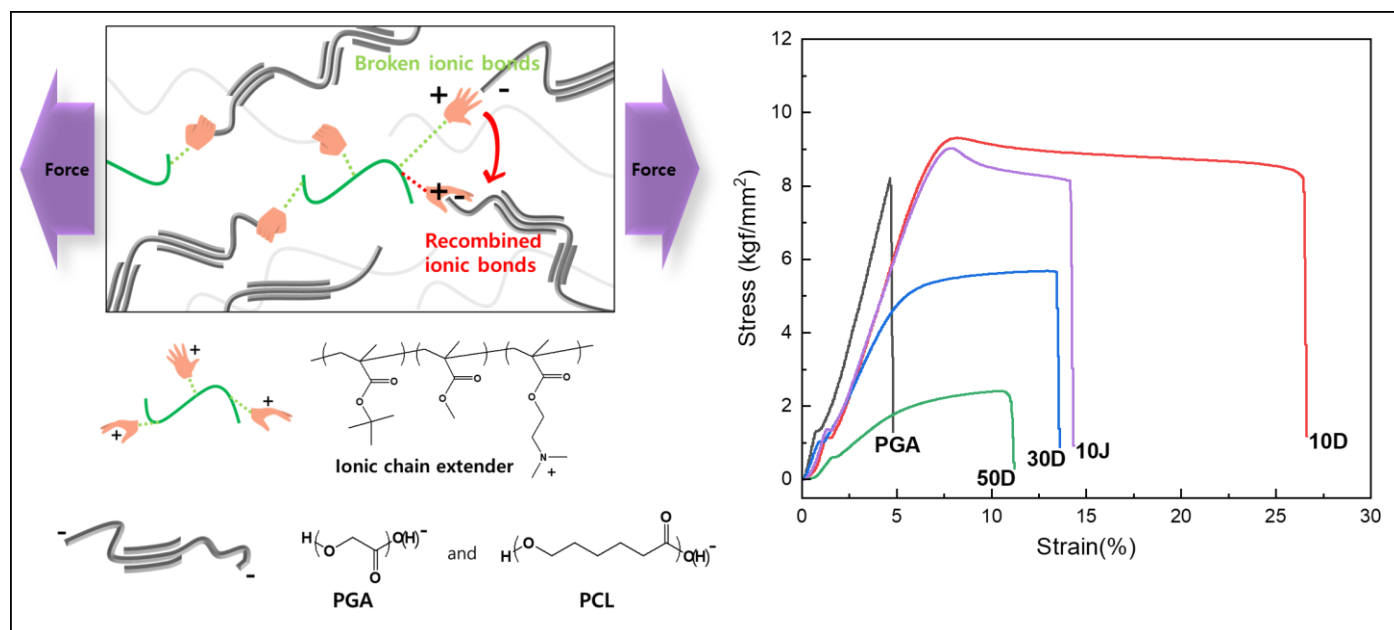 Broken ionic bonds
+ -
Force
Force
+ -
Recombined
ionic bonds
+
+
+
O
O
O
O
O
O
N
+
Ionic chain extender
-
-
H
O
O
O(H)
-
and
H
O
O
O(H)
-
PGA
PCL
12
10
8
6
4
2
0
Stress (kgf/mm²)
PGA
50D
30D
10J
10D
0
5
10
15
20
25
30
Strain(%)